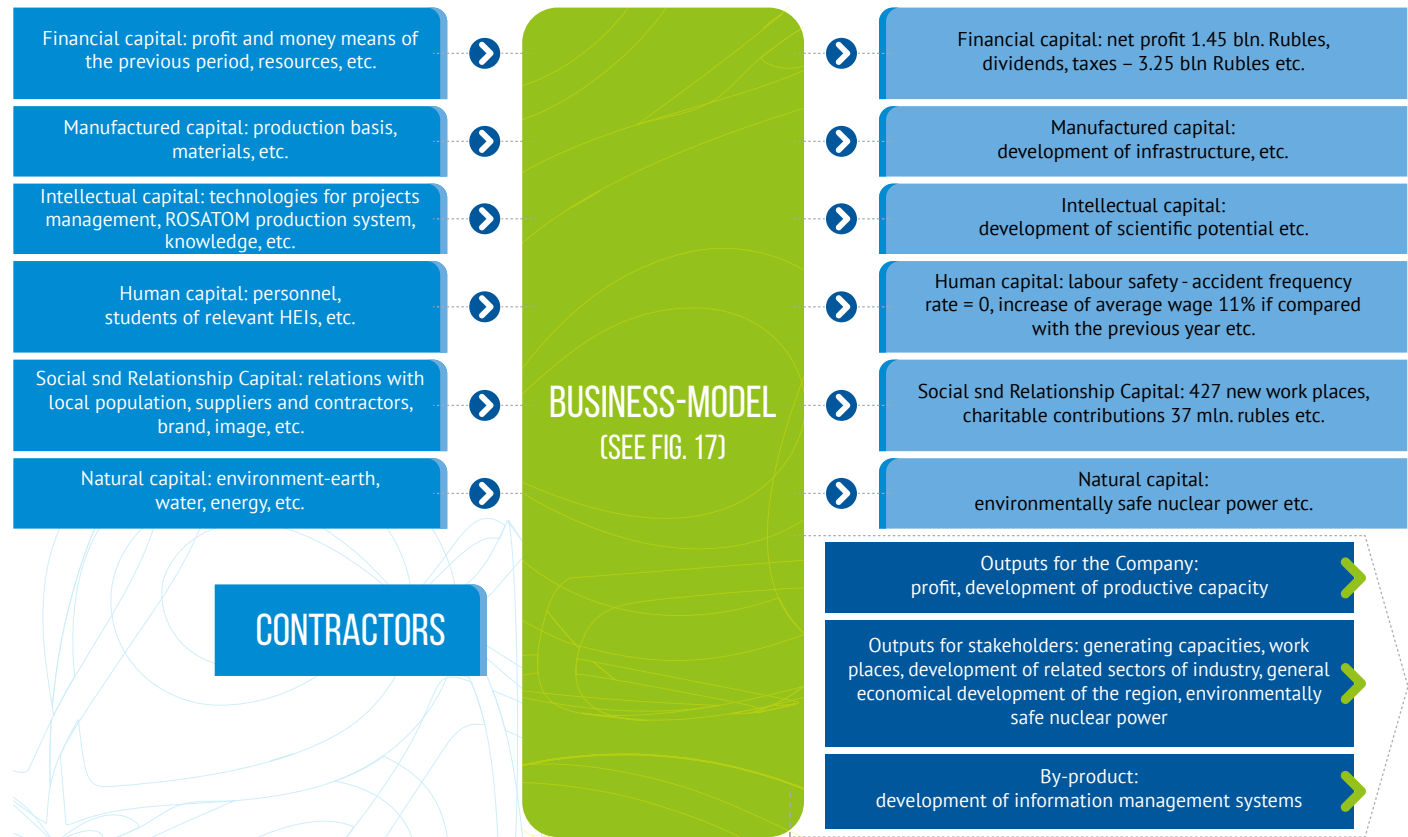 Financial capital: profit and money means of
the previous period, resources, etc.
Manufactured capital: production basis,
materials, etc.
Intellectual capital: technologies for projects
management, ROSATOM production system,
knowledge, etc.
Human capital: personnel,
students of relevant HEIs, etc.
Social snd Relationship Capital: relations with
local population, suppliers and contractors,
brand, image, etc.
Natural capital: environment-earth,
water, energy, etc.
CONTRACTORS
BUSINESS-MODEL
(SEE FIG. 17)
Financial capital: net profit 1.45 bln. Rubles,
dividends, taxes – 3.25 bln Rubles etc.
Manufactured capital:
development of infrastructure, etc.
Intellectual capital:
development of scientific potential etc.
Human capital: labour safety - accident frequency
rate = 0, increase of average wage 11% if compared
with the previous year etc.
Social snd Relationship Capital: 427 new work places,
charitable contributions 37 mln. rubles etc.
Natural capital:
environmentally safe nuclear power etc.
Outputs for the Company:
profit, development of productive capacity
Outputs for stakeholders: generating capacities, work
places, development of related sectors of industry, general
economical development of the region, environmentally
safe nuclear power
By-product:
development of information management systems